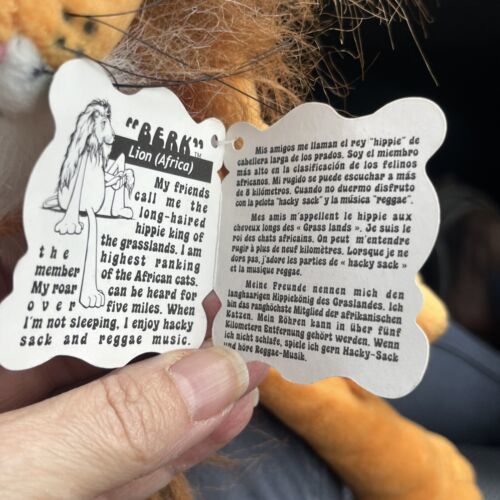 "BERK"™
Lion (Africa)
My friends
call me the
long-haired
hippie king of
the grasslands. I am
the highest ranking
member of the African cats.
My roar can be heard for
over five miles. When
I'm not sleeping, I enjoy hacky
sack and reggae music.
Mis amigos me llaman el rey "hippie" de
cabellera larga de los prados. Soy el miembro
más alto en la clasificación de los felinos
africanos. Mi rugido se puede escuchar a más
de 8 kilómetros. Cuando no duermo disfruto
con la pelota "hacky sack" y la música "reggae".
Mes amis m'appellent le hippie aux
cheveux longs des « Grass lands ». Je suis le
roi des chats africains. On peut m'entendre
rugir à plus de neuf kilomètres. Lorsque je ne
dors pas, j'adore les parties de « hacky sack »
et la musique reggae.
Meine Freunde nennen mich den
langhaarigen Hippiekönig des Graslandes. Ich
bin das ranghöchste Mitglied der afrikanischen
Katzen. Mein Röhren kann in über fünf
Kilometern Entfernung gehört werden. Wenn
ich nicht schlafe, spiele ich gern Hacky-Sack
und höre Reggae-Musik.